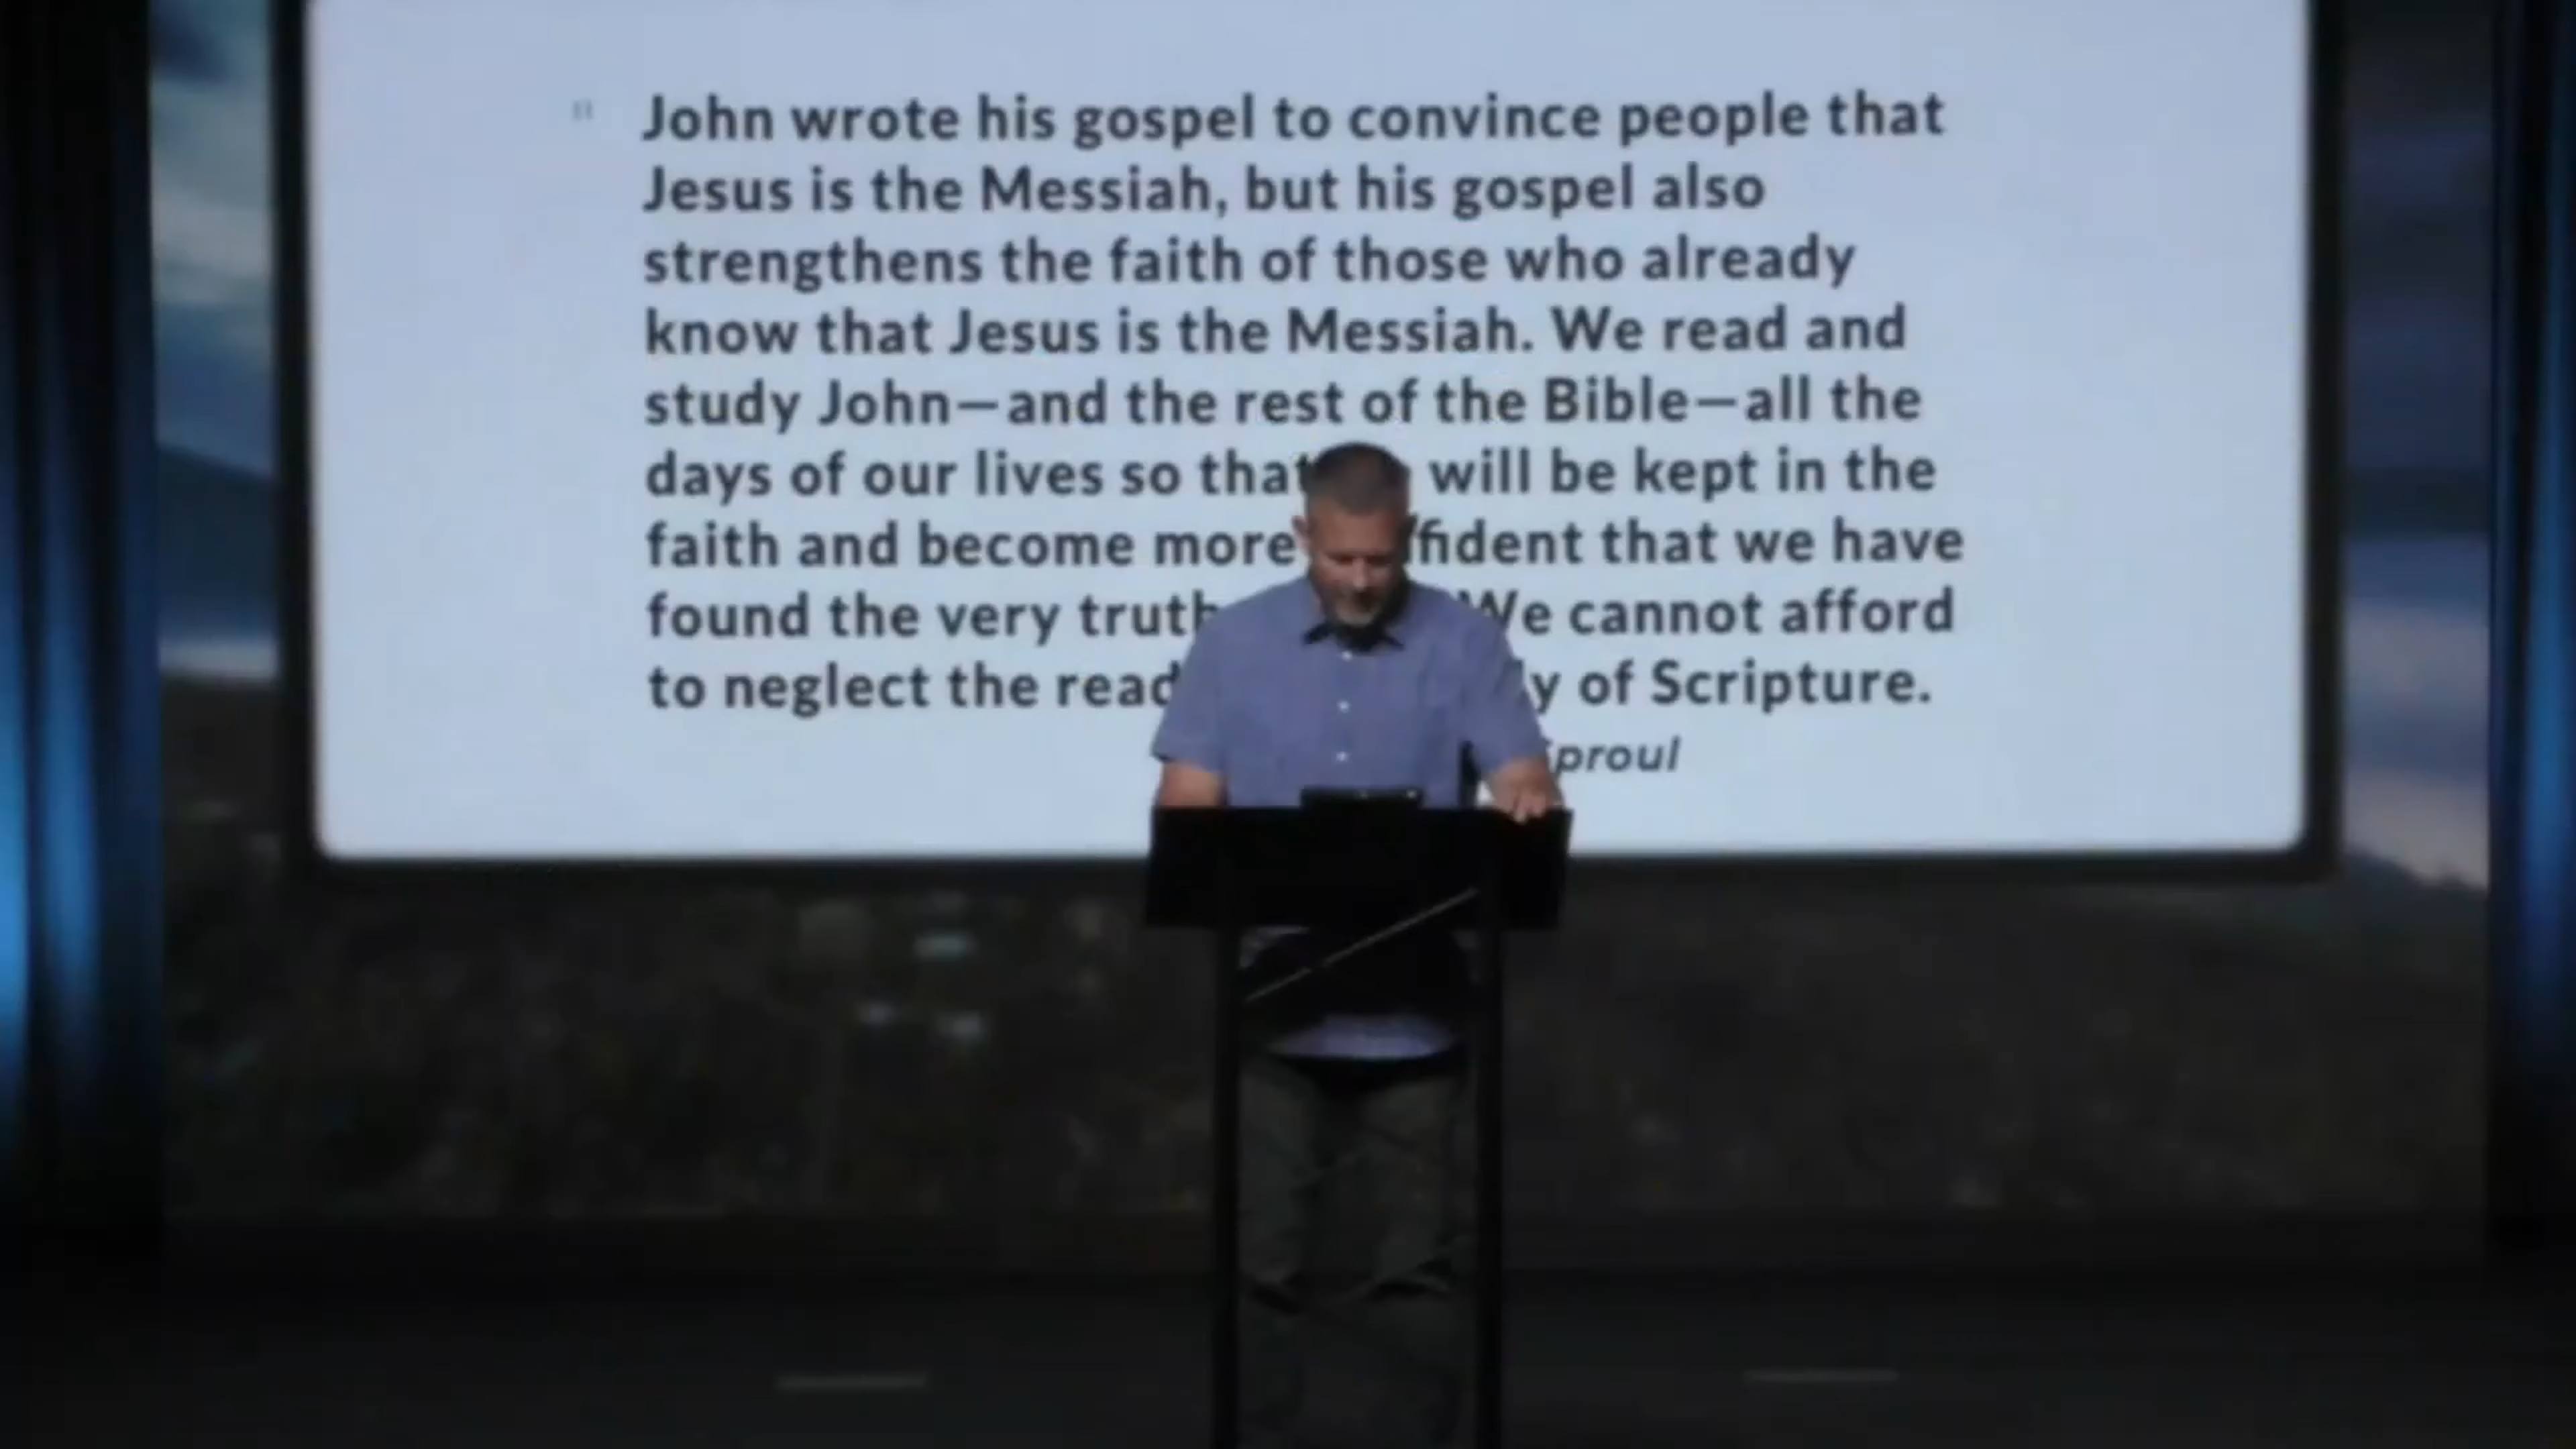 " John wrote his gospel to convince people that
Jesus is the Messiah, but his gospel also
strengthens the faith of those who already
know that Jesus is the Messiah. We read and
study John—and the rest of the Bible—all the
days of our lives so that will be kept in the
faith and become more fident that we have
found the very truth We cannot afford
to neglect the read y of Scripture.
Sproul